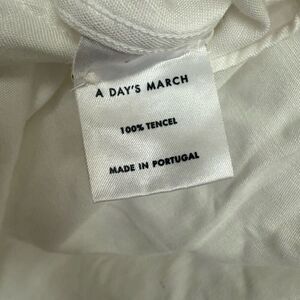 A DAY'S MARCH
100% TENCEL
MADE IN PORTUGAL